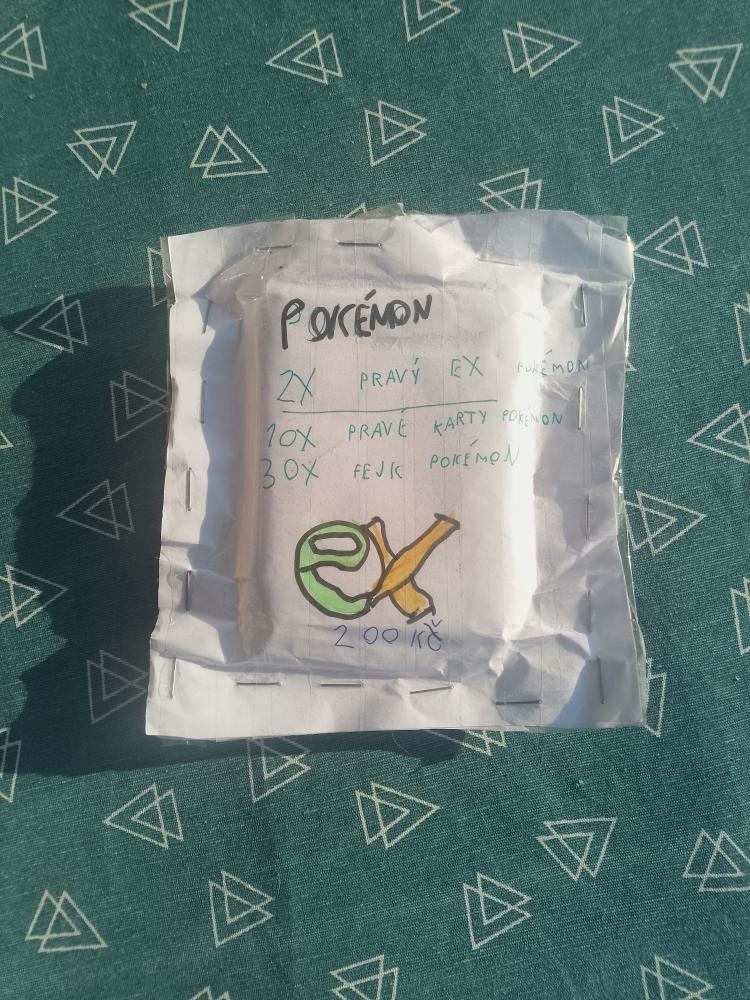 POKÉMON
2X PRAVÝ EX POKÉMON
10X PRAVÉ KARTY POKÉMON
30X FEJK POKÉMON
ex
200 Kč